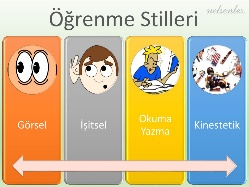 Öğrenme Stilleri
Görsel
İşitsel
Okuma
Yazma
Kinestetik